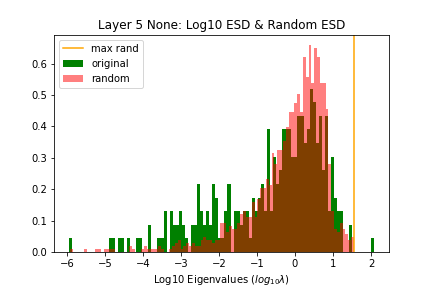 Layer 5 None: Log10 ESD & Random ESD
max rand
original
random
0.6
0.5
0.4
0.3
0.2
0.1
0.0
−6 −5 −4 −3 −2 −1 0 1 2
Log10 Eigenvalues (log₁₀λ)